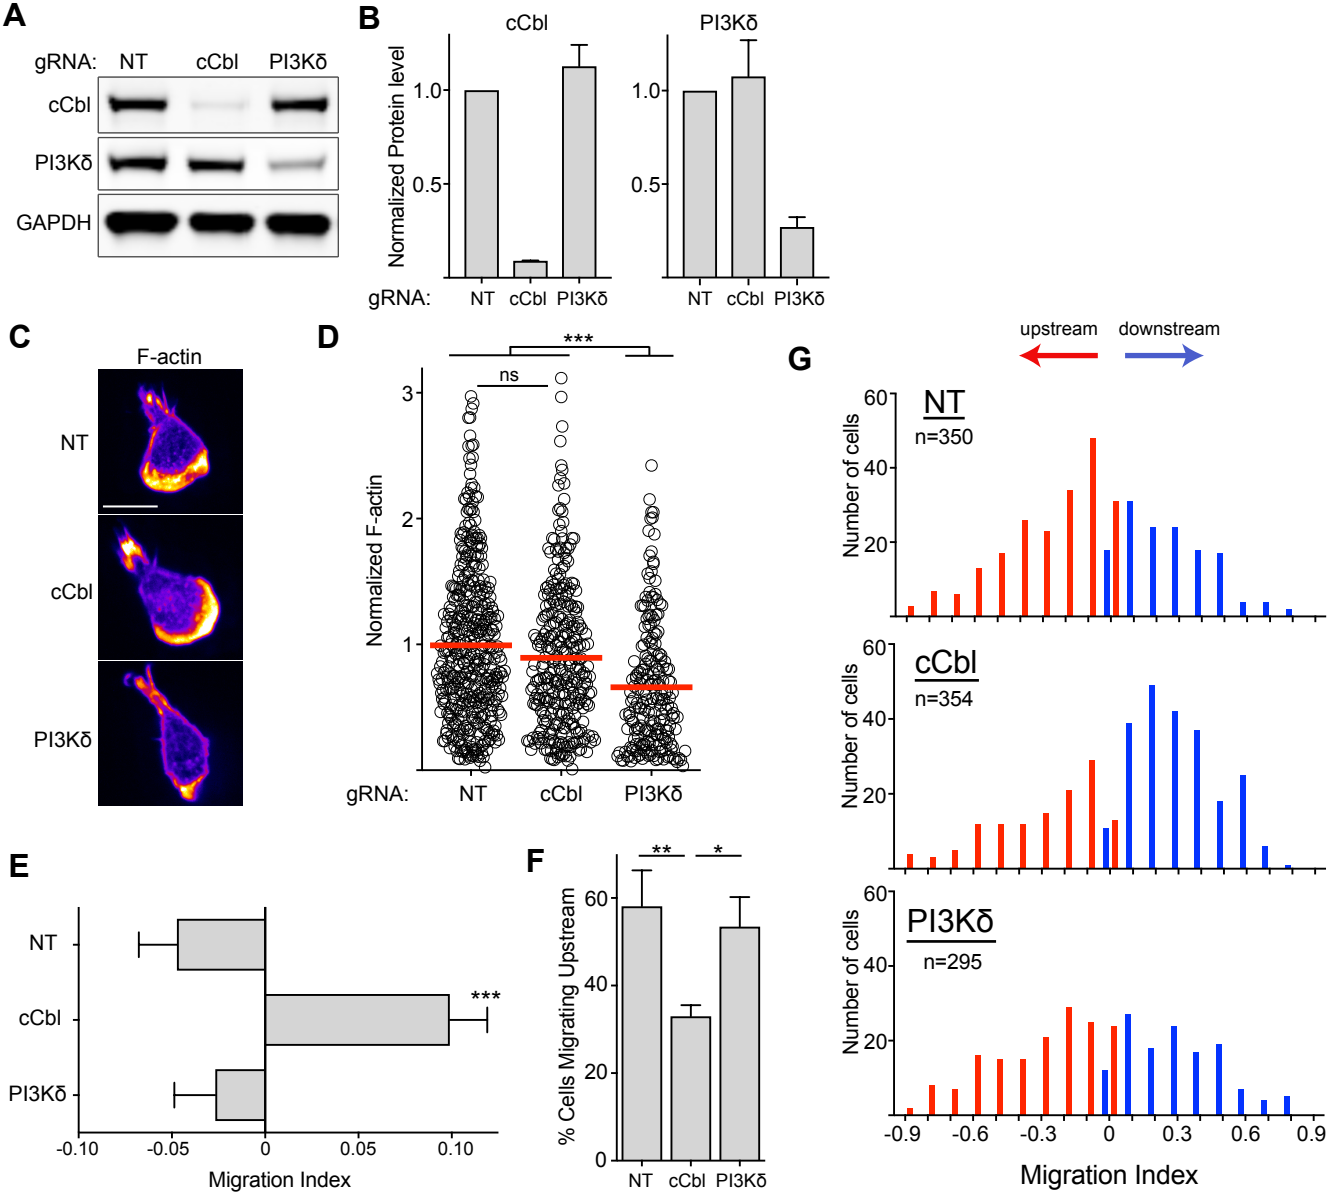 A
gRNA: NT cCbl PI3Kδ
cCbl
PI3Kδ
GAPDH
B
cCbl
Normalized Protein level
1.0
0.5
gRNA: NT cCbl PI3Kδ
PI3Kδ
1.0
0.5
NT cCbl PI3Kδ
C
F-actin
NT
cCbl
PI3Kδ
D
***
ns
Normalized F-actin
3
2
1
gRNA: NT cCbl PI3Kδ
E
NT
cCbl
PI3Kδ
***
-0.10 -0.05 0 0.05 0.10
Migration Index
F
** *
% Cells Migrating Upstream
60
40
20
0
NT cCbl PI3Kδ
G
upstream downstream
NT
n=350
Number of cells
60
40
20
cCbl
n=354
Number of cells
60
40
20
PI3Kδ
n=295
Number of cells
60
40
20
-0.9 -0.6 -0.3 0 0.3 0.6 0.9
Migration Index